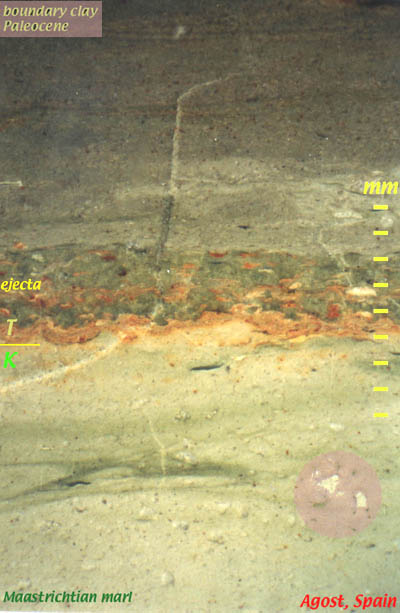 boundary clay
Paleocene
mm
ejecta
T
K
Maastrichtian marl
Agost, Spain